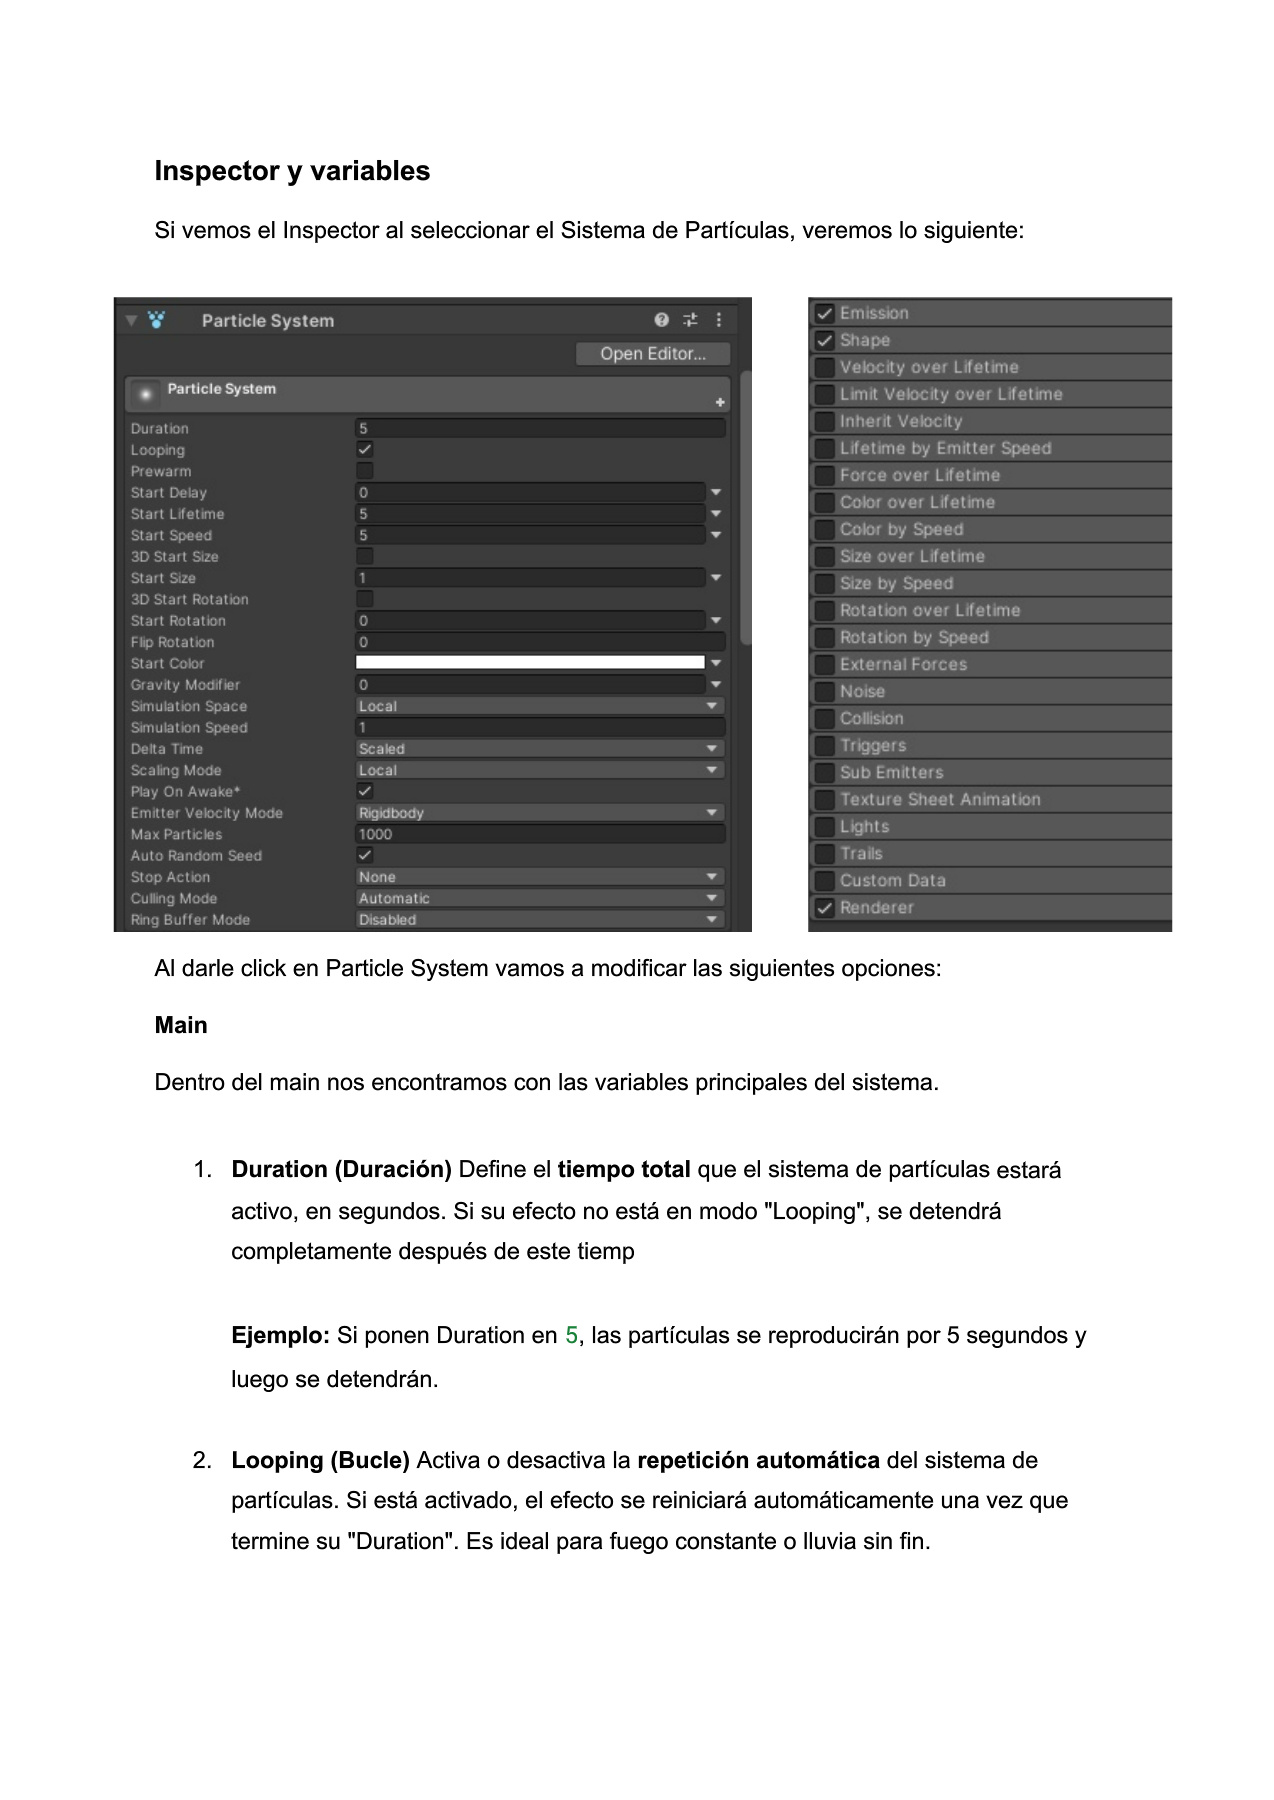 Inspector y variables
Si vemos el Inspector al seleccionar el Sistema de Partículas, veremos lo siguiente:
Particle System
Open Editor...
Particle System
Duration 5
Looping
Prewarm
Start Delay 0
Start Lifetime 5
Start Speed 5
3D Start Size
Start Size 1
3D Start Rotation
Start Rotation 0
Flip Rotation 0
Start Color
Gravity Modifier 0
Simulation Space Local
Simulation Speed 1
Delta Time Scaled
Scaling Mode Local
Play On Awake*
Emitter Velocity Mode Rigidbody
Max Particles 1000
Auto Random Seed
Stop Action None
Culling Mode Automatic
Ring Buffer Mode Disabled
Emission
Shape
Velocity over Lifetime
Limit Velocity over Lifetime
Inherit Velocity
Lifetime by Emitter Speed
Force over Lifetime
Color over Lifetime
Color by Speed
Size over Lifetime
Size by Speed
Rotation over Lifetime
Rotation by Speed
External Forces
Noise
Collision
Triggers
Sub Emitters
Texture Sheet Animation
Lights
Trails
Custom Data
Renderer
Al darle click en Particle System vamos a modificar las siguientes opciones:
Main
Dentro del main nos encontramos con las variables principales del sistema.
1. Duration (Duración) Define el tiempo total que el sistema de partículas estará
activo, en segundos. Si su efecto no está en modo "Looping", se detendrá
completamente después de este tiemp
Ejemplo: Si ponen Duration en 5, las partículas se reproducirán por 5 segundos y
luego se detendrán.
2. Looping (Bucle) Activa o desactiva la repetición automática del sistema de
partículas. Si está activado, el efecto se reiniciará automáticamente una vez que
termine su "Duration". Es ideal para fuego constante o lluvia sin fin.